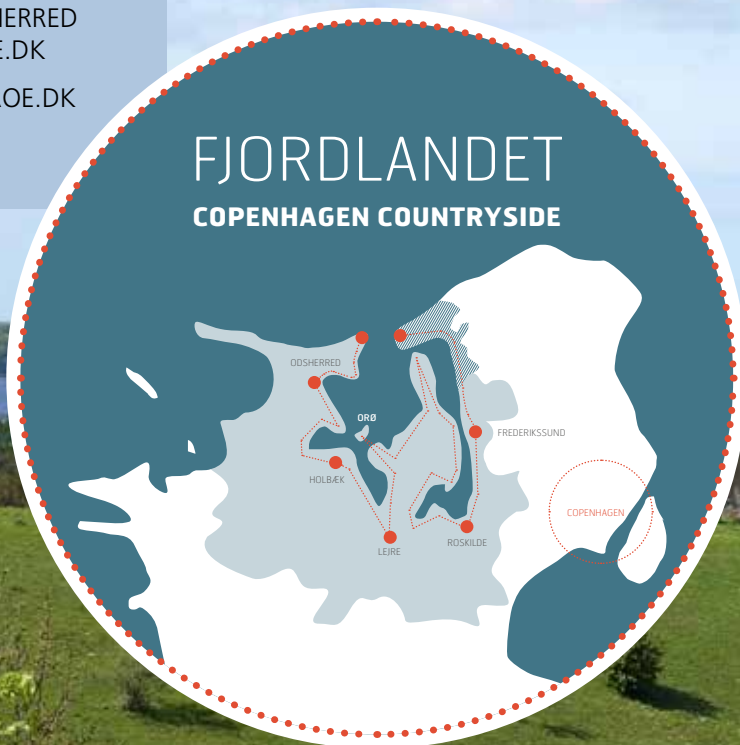 FJORDLANDET
COPENHAGEN COUNTRYSIDE
ODSHERRED
ORØ
FREDERIKSSUND
HOLBÆK
COPENHAGEN
LEJRE
ROSKILDE